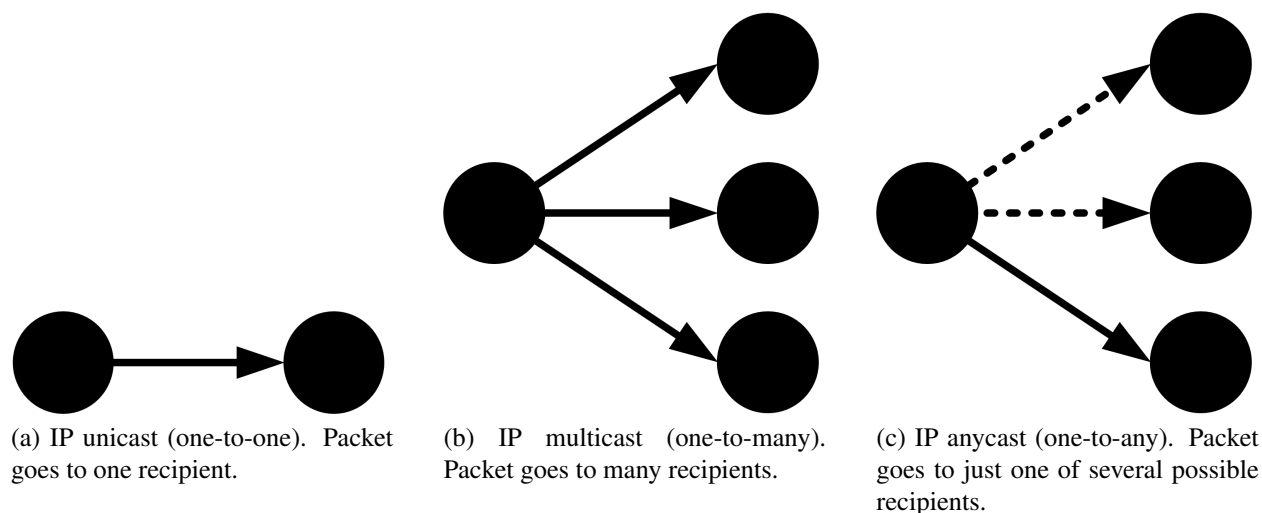 (a) IP unicast (one-to-one). Packet
goes to one recipient.
(b) IP multicast (one-to-many).
Packet goes to many recipients.
(c) IP anycast (one-to-any). Packet
goes to just one of several possible
recipients.